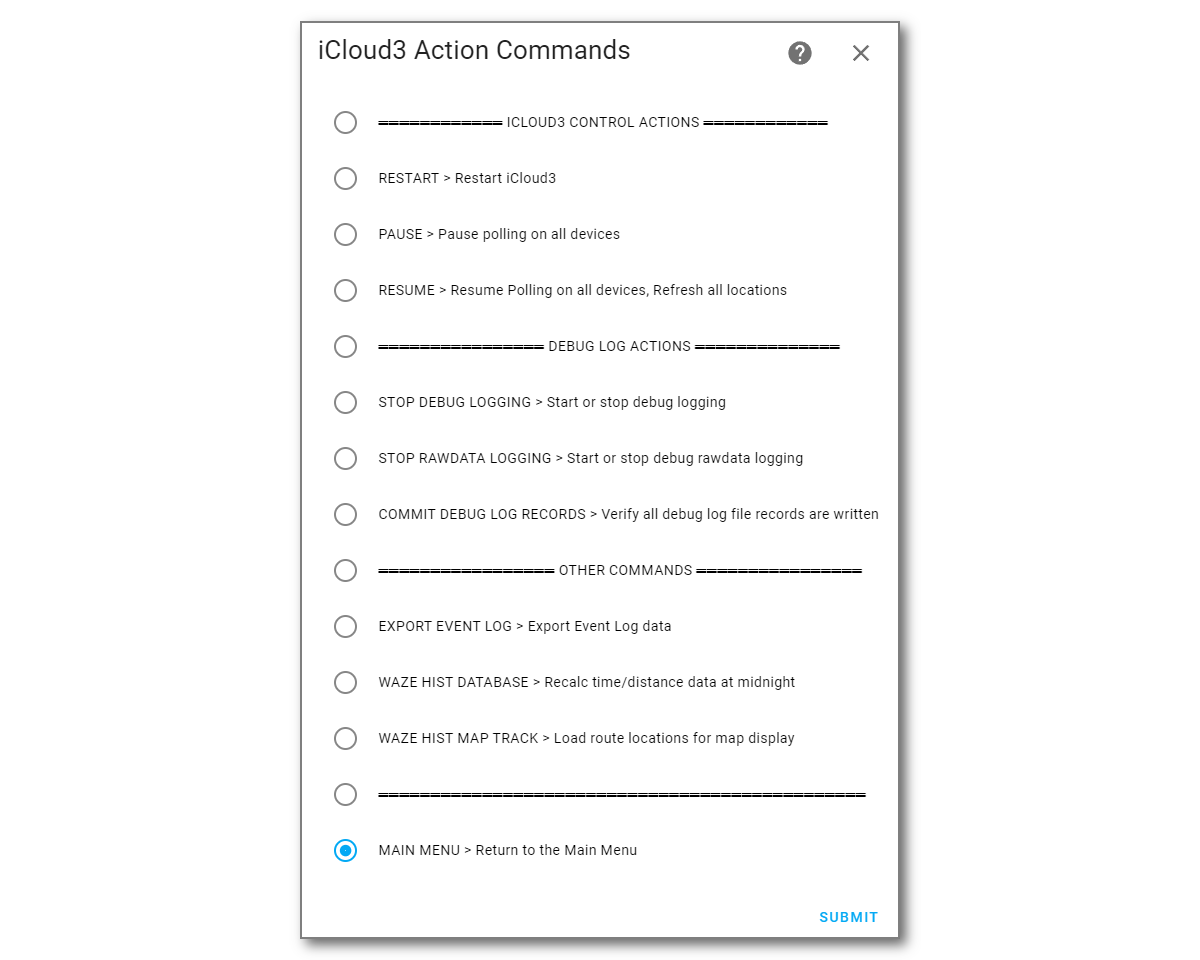 iCloud3 Action Commands
════════════ ICLOUD3 CONTROL ACTIONS ════════════
RESTART > Restart iCloud3
PAUSE > Pause polling on all devices
RESUME > Resume Polling on all devices, Refresh all locations
════════════════ DEBUG LOG ACTIONS ══════════════
STOP DEBUG LOGGING > Start or stop debug logging
STOP RAWDATA LOGGING > Start or stop debug rawdata logging
COMMIT DEBUG LOG RECORDS > Verify all debug log file records are written
═════════════════ OTHER COMMANDS ════════════════
EXPORT EVENT LOG > Export Event Log data
WAZE HIST DATABASE > Recalc time/distance data at midnight
WAZE HIST MAP TRACK > Load route locations for map display
═══════════════════════════════════════════════
MAIN MENU > Return to the Main Menu
SUBMIT